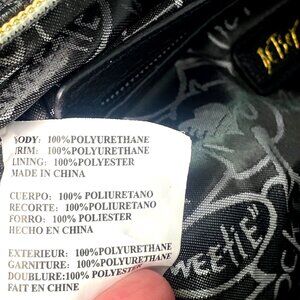 BODY: 100%POLYURETHANE
TRIM: 100%POLYURETHANE
LINING: 100%POLYESTER
MADE IN CHINA
CUERPO: 100% POLIURETANO
RECORTE: 100% POLIURETANO
FORRO: 100% POLIESTER
HECHO EN CHINA
EXTERIEUR: 100%POLYURETHANE
GARNITURE: 100%POLYURETHANE
DOUBLURE:100%POLYESTER
FAIT EN CHINE